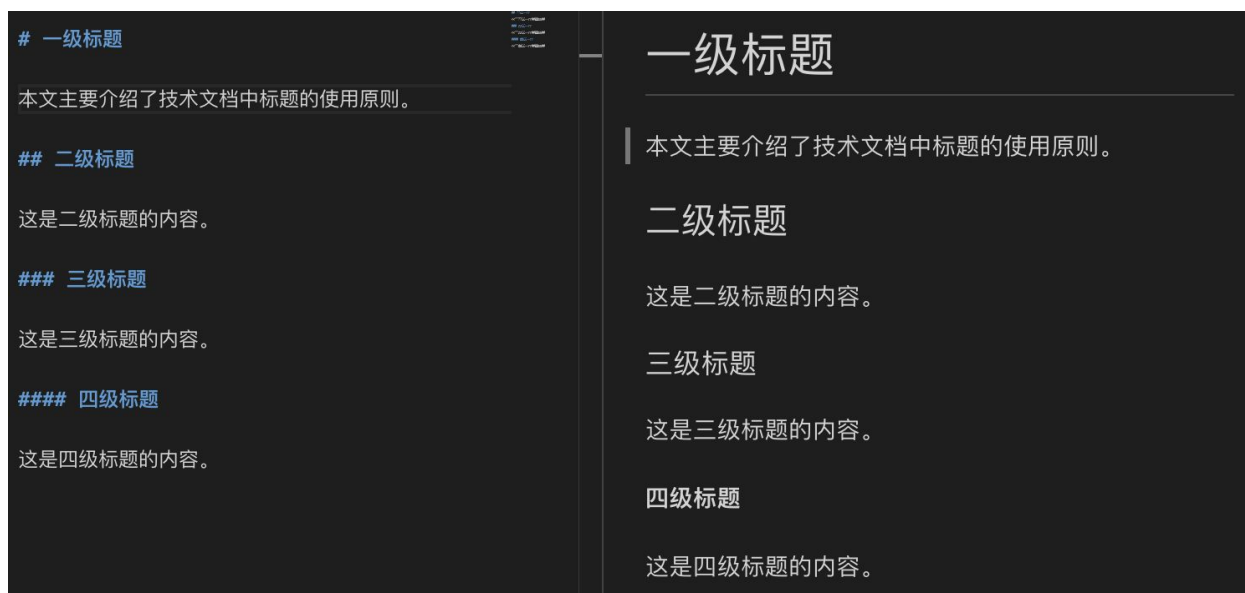 # 一级标题
本文主要介绍了技术文档中标题的使用原则。
## 二级标题
这是二级标题的内容。
### 三级标题
这是三级标题的内容。
#### 四级标题
这是四级标题的内容。
一级标题
本文主要介绍了技术文档中标题的使用原则。
二级标题
这是二级标题的内容。
三级标题
这是三级标题的内容。
四级标题
这是四级标题的内容。